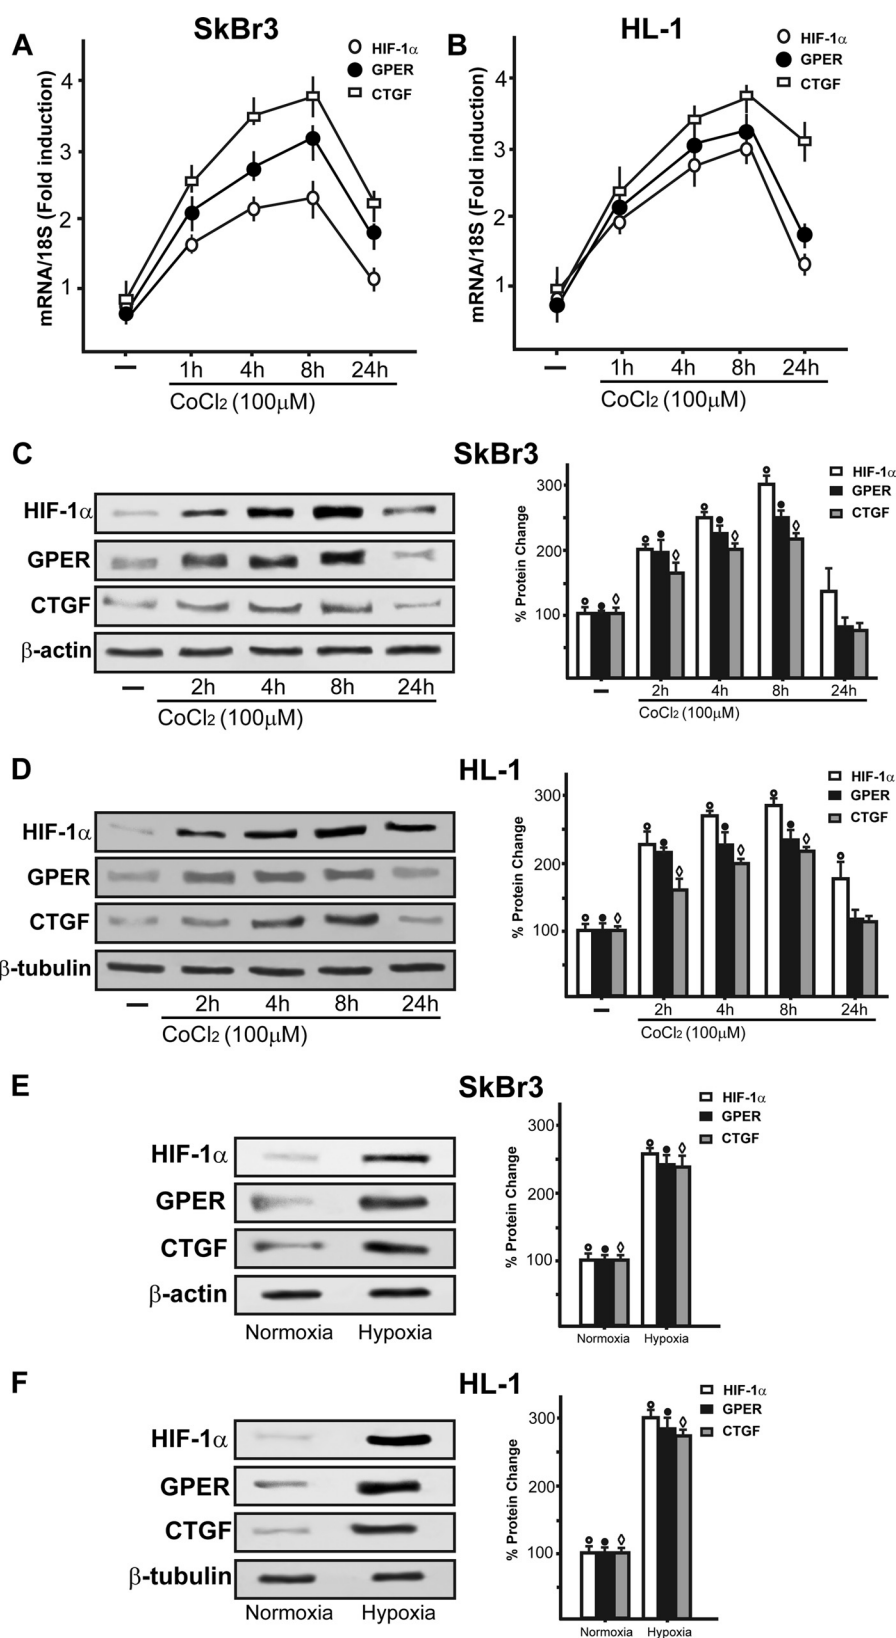 A
SkBr3
HIF-1α
GPER
CTGF
mRNA/18S (Fold induction)
4
3
2
1
– 1h 4h 8h 24h
CoCl2 (100μM)
B
HL-1
HIF-1α
GPER
CTGF
mRNA/18S (Fold induction)
4
3
2
1
– 1h 4h 8h 24h
CoCl2 (100μM)
C
HIF-1α
GPER
CTGF
β-actin
– 2h 4h 8h 24h
CoCl2 (100μM)
SkBr3
HIF-1α
GPER
CTGF
% Protein Change
300
200
100
– 2h 4h 8h 24h
CoCl2 (100μM)
D
HIF-1α
GPER
CTGF
β-tubulin
– 2h 4h 8h 24h
CoCl2 (100μM)
HL-1
HIF-1α
GPER
CTGF
% Protein Change
300
200
100
– 2h 4h 8h 24h
CoCl2 (100μM)
E
HIF-1α
GPER
CTGF
β-actin
Normoxia Hypoxia
SkBr3
HIF-1α
GPER
CTGF
% Protein Change
300
200
100
Normoxia Hypoxia
F
HIF-1α
GPER
CTGF
β-tubulin
Normoxia Hypoxia
HL-1
HIF-1α
GPER
CTGF
% Protein Change
300
200
100
Normoxia Hypoxia